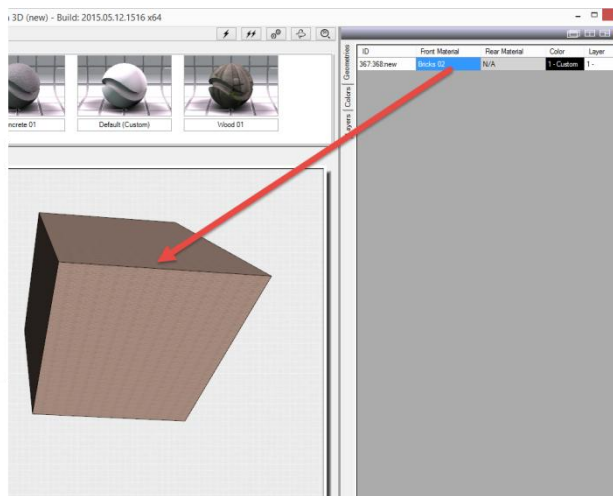 3D (new) - Build: 2015.05.12.1516 x64
ID Front Material Rear Material Color Layer
367:368:new Bricks 02 N/A 1 - Custom 1 -
Geometries
Colors
Layers
ncrete 01 Default (Custom) Wood 01